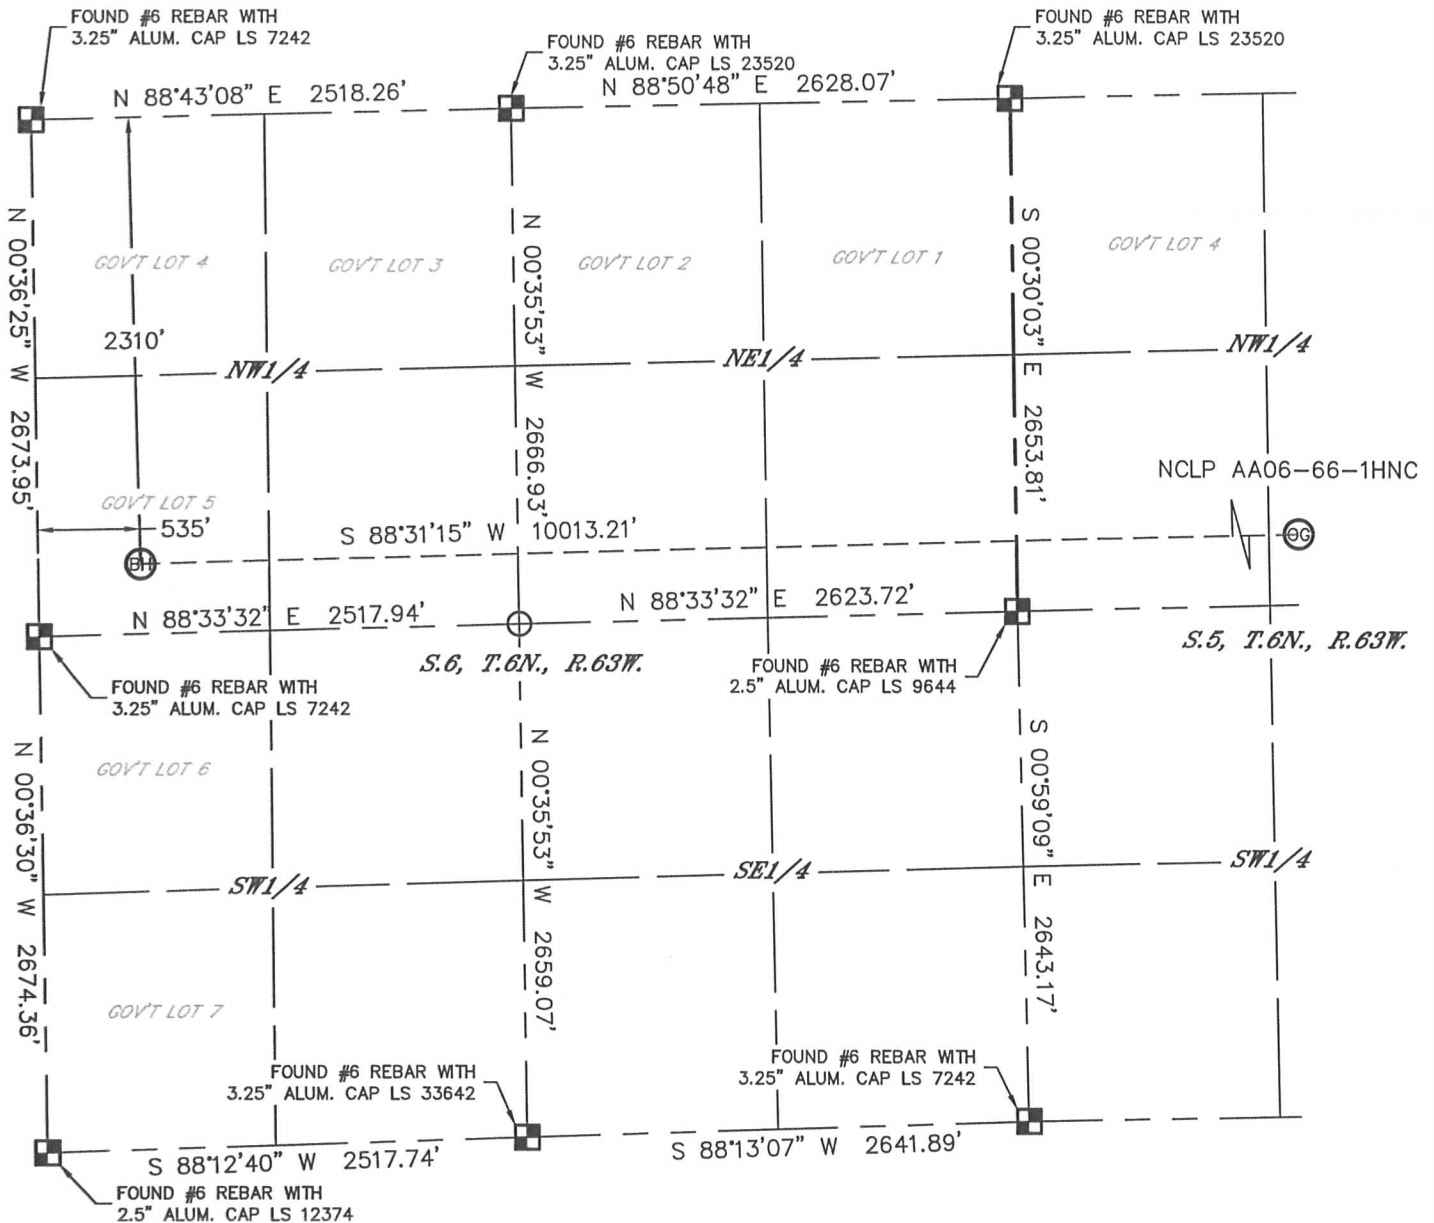 FOUND #6 REBAR WITH
3.25" ALUM. CAP LS 7242
FOUND #6 REBAR WITH
3.25" ALUM. CAP LS 23520
FOUND #6 REBAR WITH
3.25" ALUM. CAP LS 23520
N 88°43'08" E 2518.26'
N 88°50'48" E 2628.07'
N 00°36'25" W 2673.95'
N 00°35'53" W 2666.93'
S 00°30'03" E 2653.81'
GOV'T LOT 4
GOV'T LOT 3
GOV'T LOT 2
GOV'T LOT 1
GOV'T LOT 4
2310'
NW1/4
NE1/4
NW1/4
NCLP AA06-66-1HNC
GOV'T LOT 5
535'
S 88°31'15" W 10013.21'
BH
OG
N 88°33'32" E 2517.94'
N 88°33'32" E 2623.72'
S.6, T.6N., R.63W.
S.5, T.6N., R.63W.
FOUND #6 REBAR WITH
2.5" ALUM. CAP LS 9644
FOUND #6 REBAR WITH
3.25" ALUM. CAP LS 7242
N 00°36'30" W 2674.36'
N 00°35'53" W 2659.07'
S 00°59'09" E 2643.17'
GOV'T LOT 6
SW1/4
SE1/4
SW1/4
GOV'T LOT 7
FOUND #6 REBAR WITH
3.25" ALUM. CAP LS 33642
FOUND #6 REBAR WITH
3.25" ALUM. CAP LS 7242
S 88°12'40" W 2517.74'
S 88°13'07" W 2641.89'
FOUND #6 REBAR WITH
2.5" ALUM. CAP LS 12374